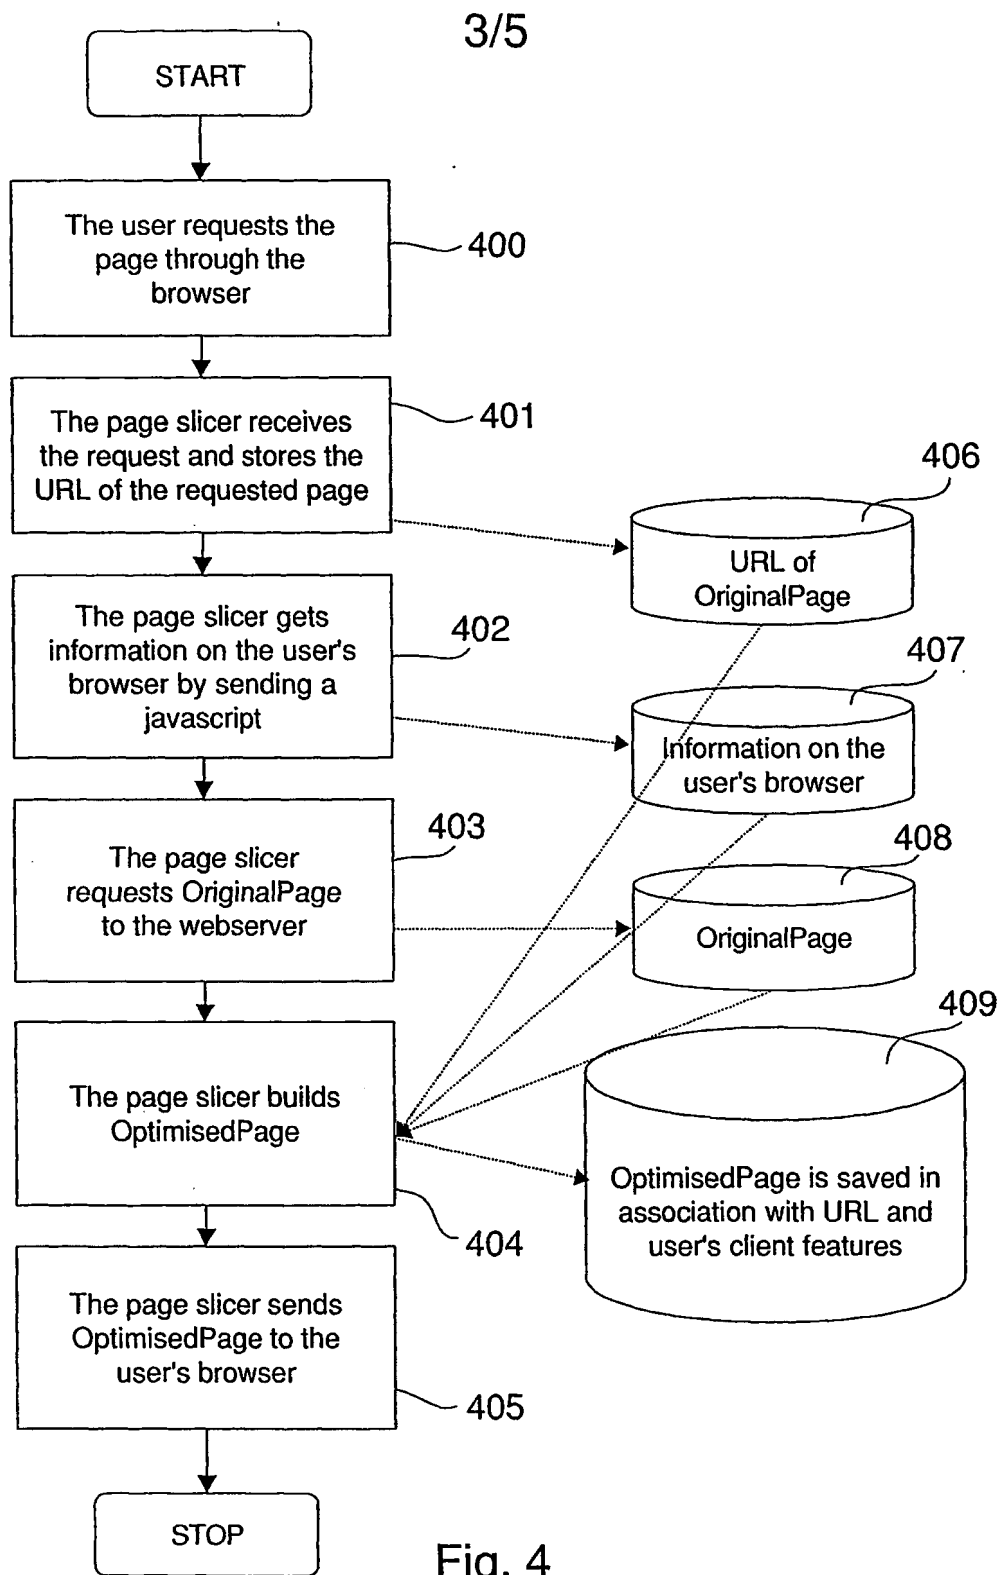 3/5
START
The user requests the
page through the
browser
400
The page slicer receives
the request and stores the
URL of the requested page
401
406
URL of
OriginalPage
The page slicer gets
information on the user's
browser by sending a
javascript
402
407
Information on the
user's browser
The page slicer
requests OriginalPage
to the webserver
403
408
OriginalPage
409
The page slicer builds
OptimisedPage
404
OptimisedPage is saved in
association with URL and
user's client features
The page slicer sends
OptimisedPage to the
user's browser
405
STOP
Fig. 4